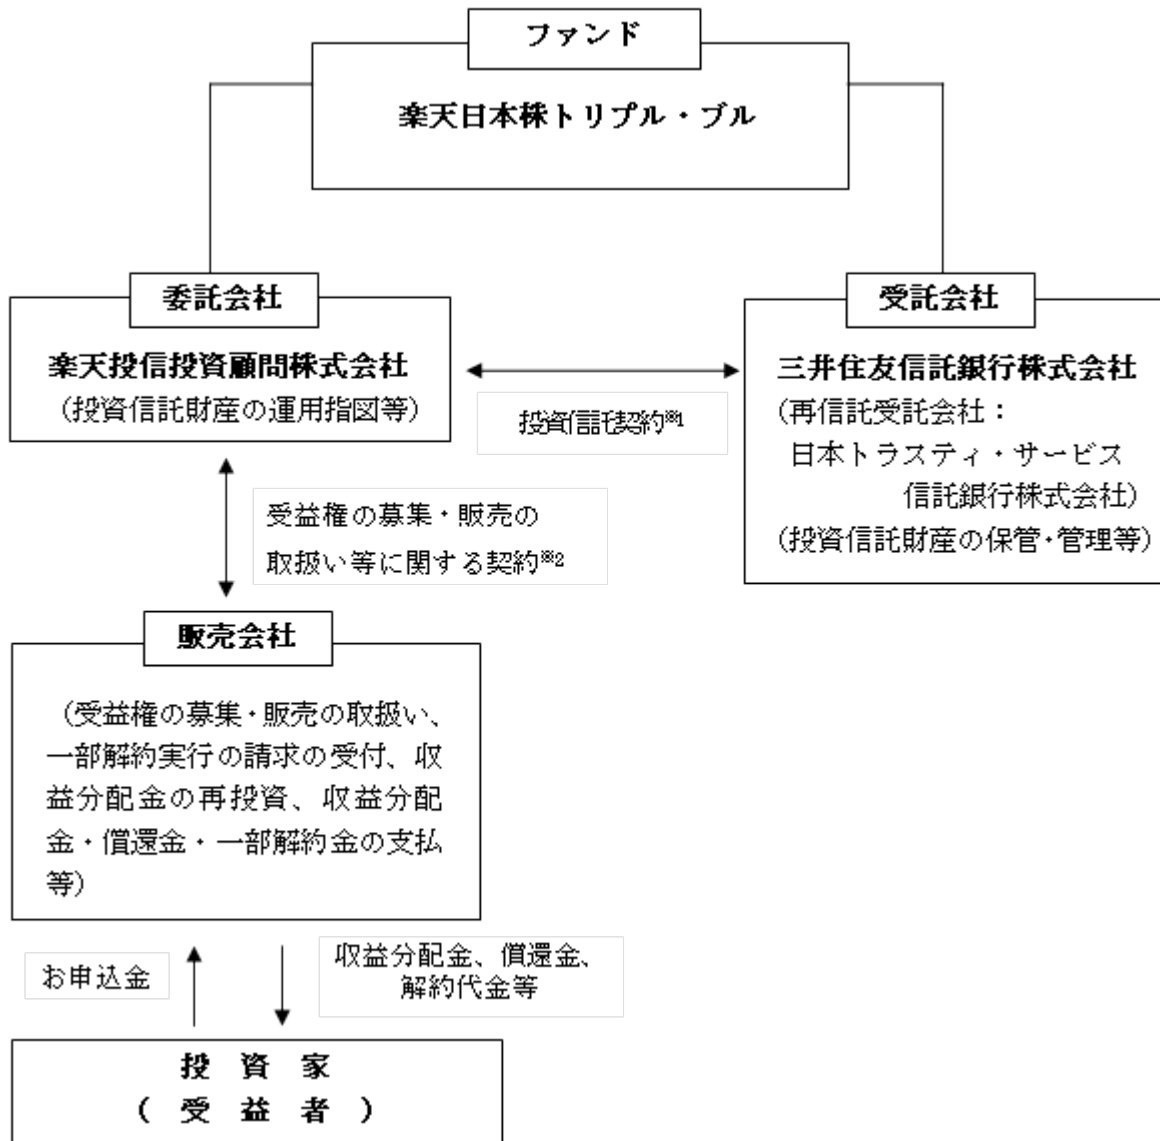 ファンド
楽天日本株トリプル・ブル
委託会社
楽天投信投資顧問株式会社
（投資信託財産の運用指図等）
投資信託契約※1
受託会社
三井住友信託銀行株式会社
（再信託受託会社：
日本トラスティ・サービス
信託銀行株式会社）
（投資信託財産の保管・管理等）
受益権の募集・販売の
取扱い等に関する契約※2
販売会社
（受益権の募集・販売の取扱い、
一部解約実行の請求の受付、収
益分配金の再投資、収益分配
金・償還金・一部解約金の支払
等）
お申込金
収益分配金、償還金、
解約代金等
投 資 家
（ 受 益 者 ）